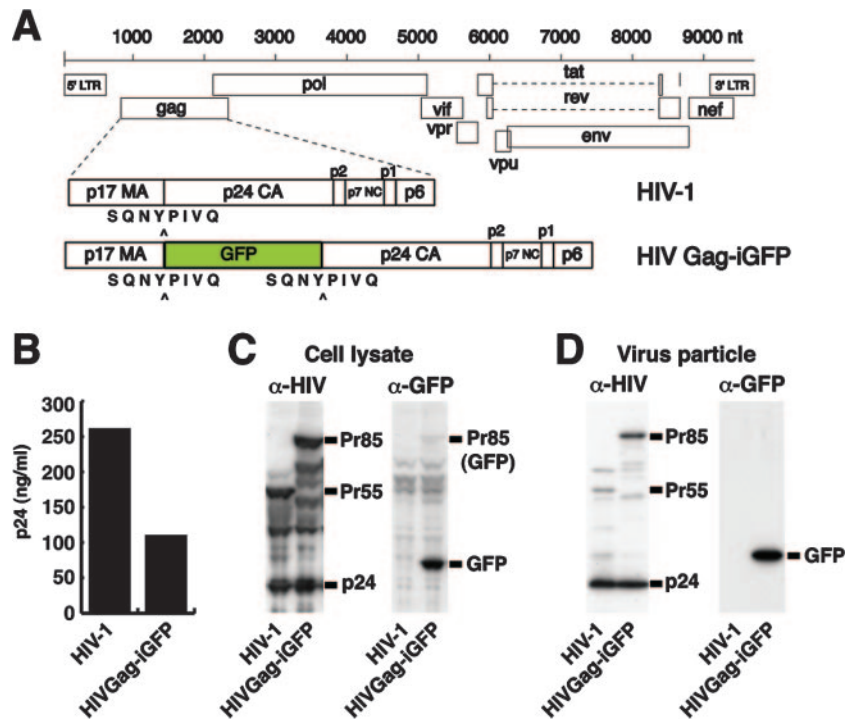 A
1000 2000 3000 4000 5000 6000 7000 8000 9000 nt
5' LTR pol tat 3' LTR
gag vif rev nef
vpr vpu env
p2 p1
p17 MA p24 CA p7 NC p6 HIV-1
S Q N Y P I V Q
^
p2 p1
p17 MA GFP p24 CA p7 NC p6 HIV Gag-iGFP
S Q N Y P I V Q S Q N Y P I V Q
^ ^
B
p24 (ng/ml)
300
250
200
150
100
50
0
HIV-1
HIVGag-iGFP
C Cell lysate
α-HIV α-GFP
Pr85 Pr85
(GFP)
Pr55
GFP
p24
HIV-1
HIVGag-iGFP
HIV-1
HIVGag-iGFP
D Virus particle
α-HIV α-GFP
Pr85
Pr55
GFP
p24
HIV-1
HIVGag-iGFP
HIV-1
HIVGag-iGFP